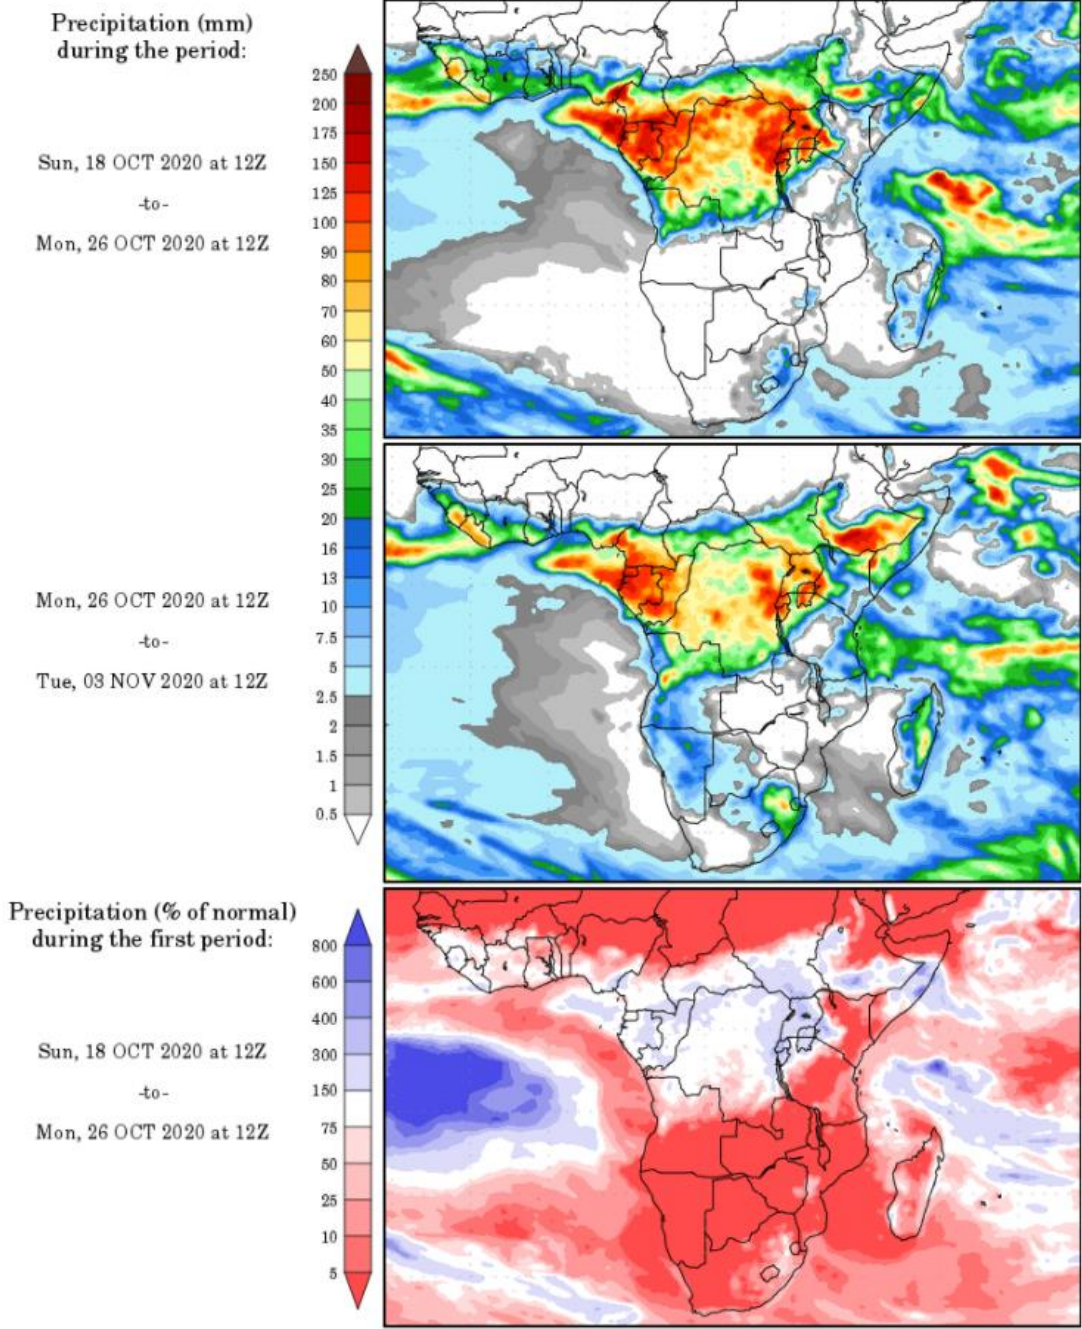 Precipitation (mm)
during the period:
Sun, 18 OCT 2020 at 12Z
-to-
Mon, 26 OCT 2020 at 12Z
250
200
175
150
125
100
90
80
70
60
50
40
35
30
25
20
16
13
10
7.5
5
2.5
2
1.5
1
0.5
Mon, 26 OCT 2020 at 12Z
-to-
Tue, 03 NOV 2020 at 12Z
Precipitation (% of normal)
during the first period:
Sun, 18 OCT 2020 at 12Z
-to-
Mon, 26 OCT 2020 at 12Z
800
600
400
300
150
75
50
25
10
5